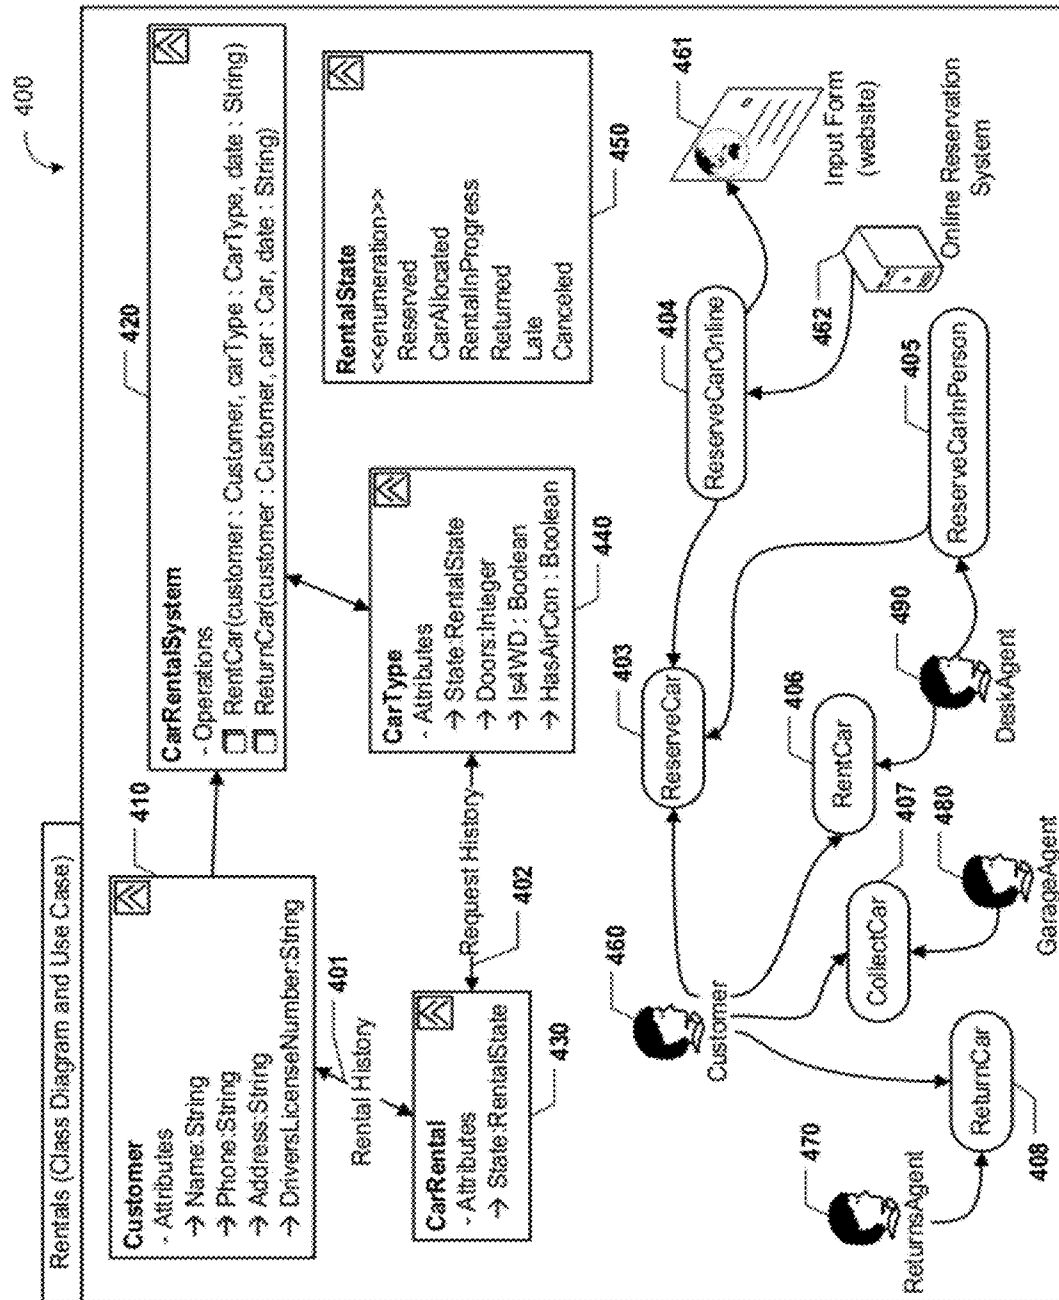 400
Rentals (Class Diagram and Use Case)
410
Customer
- Attributes
→ Name:String
→ Phone:String
→ Address:String
→ DriversLicenseNumber:String
420
CarRentalSystem
- Operations
RentCar(customer : Customer, carType : CarType, date : String)
ReturnCar(customer : Customer, car : Car, date : String)
401
Rental History
CarRental
- Attributes
→ State:RentalState
430
Request History
402
CarType
- Attributes
→ State:RentalState
→ Doors:Integer
→ Is4WD : Boolean
→ HasAirCon : Boolean
440
RentalState
<<enumeration>>
Reserved
CarAllocated
RentalInProgress
Returned
Late
Canceled
450
460
Customer
403
ReserveCar
404
ReserveCarOnline
461
Input Form
(website)
462
Online Reservation
System
405
ReserveCarInPerson
406
RentCar
490
DeskAgent
407
CollectCar
480
GarageAgent
470
ReturnsAgent
ReturnCar
408